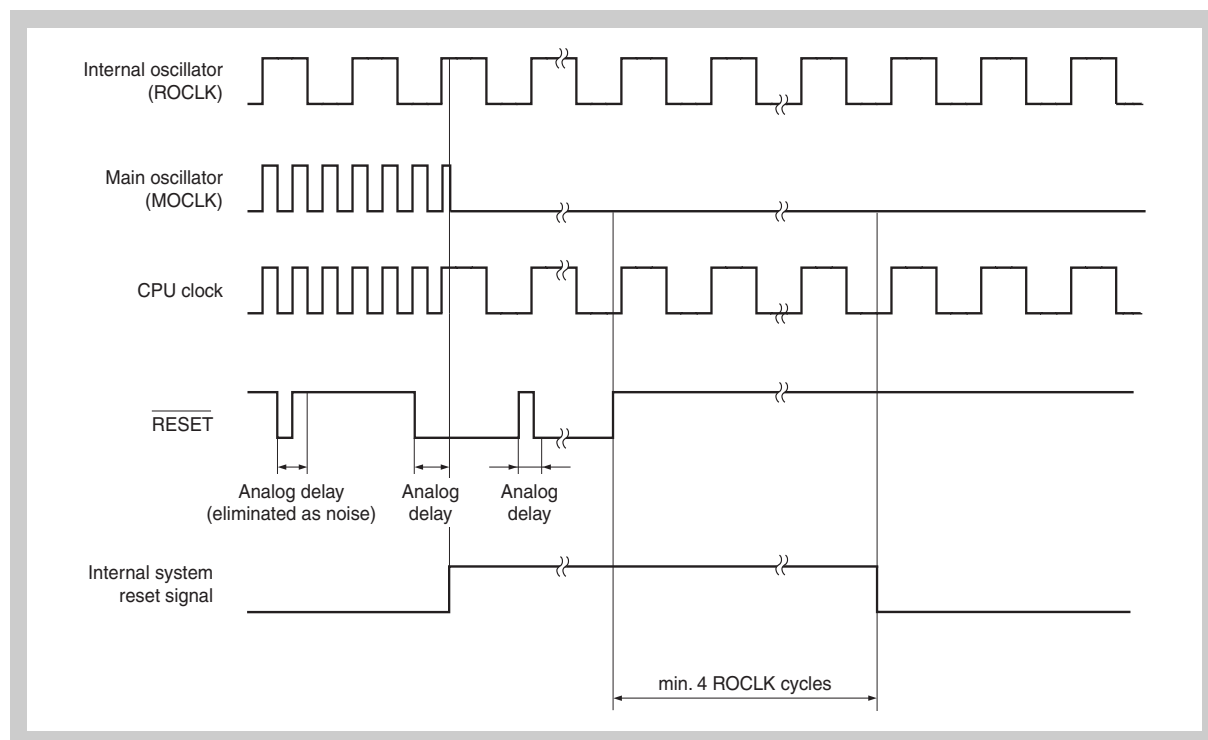 Internal oscillator
(ROCLK)
Main oscillator
(MOCLK)
CPU clock
RESET
Analog delay
(eliminated as noise)
Analog
delay
Analog
delay
Internal system
reset signal
min. 4 ROCLK cycles